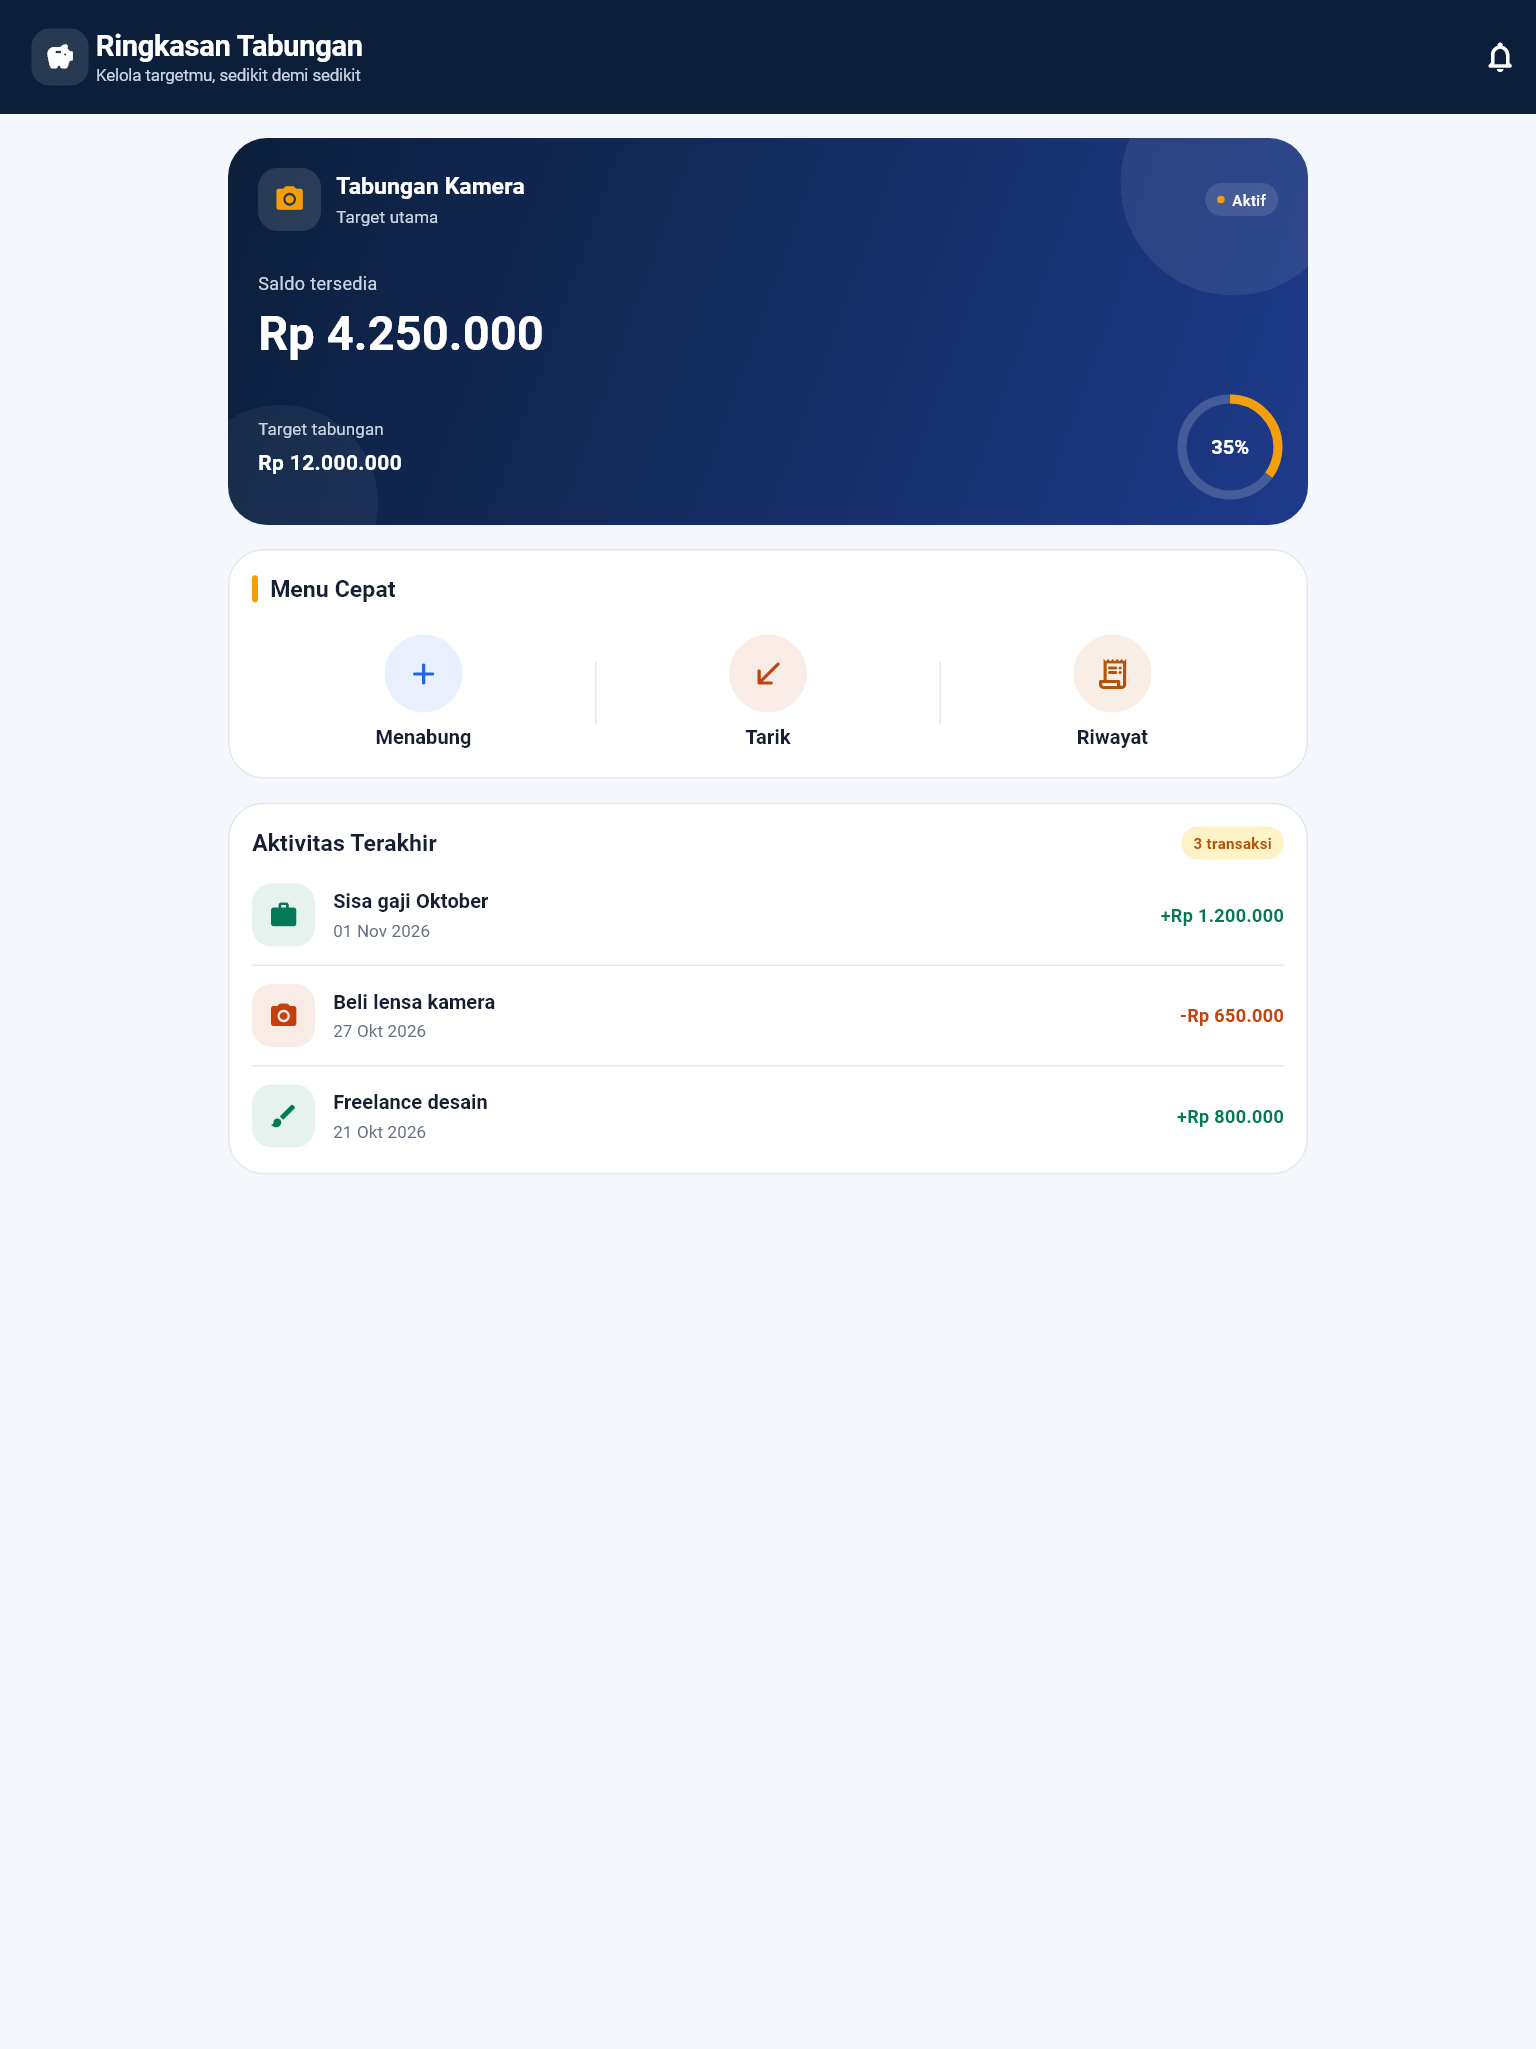 Ringkasan Tabungan
Kelola targetmu, sedikit demi sedikit
Tabungan Kamera
Target utama
Aktif
Saldo tersedia
Rp 4.250.000
Target tabungan
Rp 12.000.000
35%
Menu Cepat
Menabung
Tarik
Riwayat
Aktivitas Terakhir
3 transaksi
Sisa gaji Oktober
01 Nov 2026
+Rp 1.200.000
Beli lensa kamera
27 Okt 2026
-Rp 650.000
Freelance desain
21 Okt 2026
+Rp 800.000